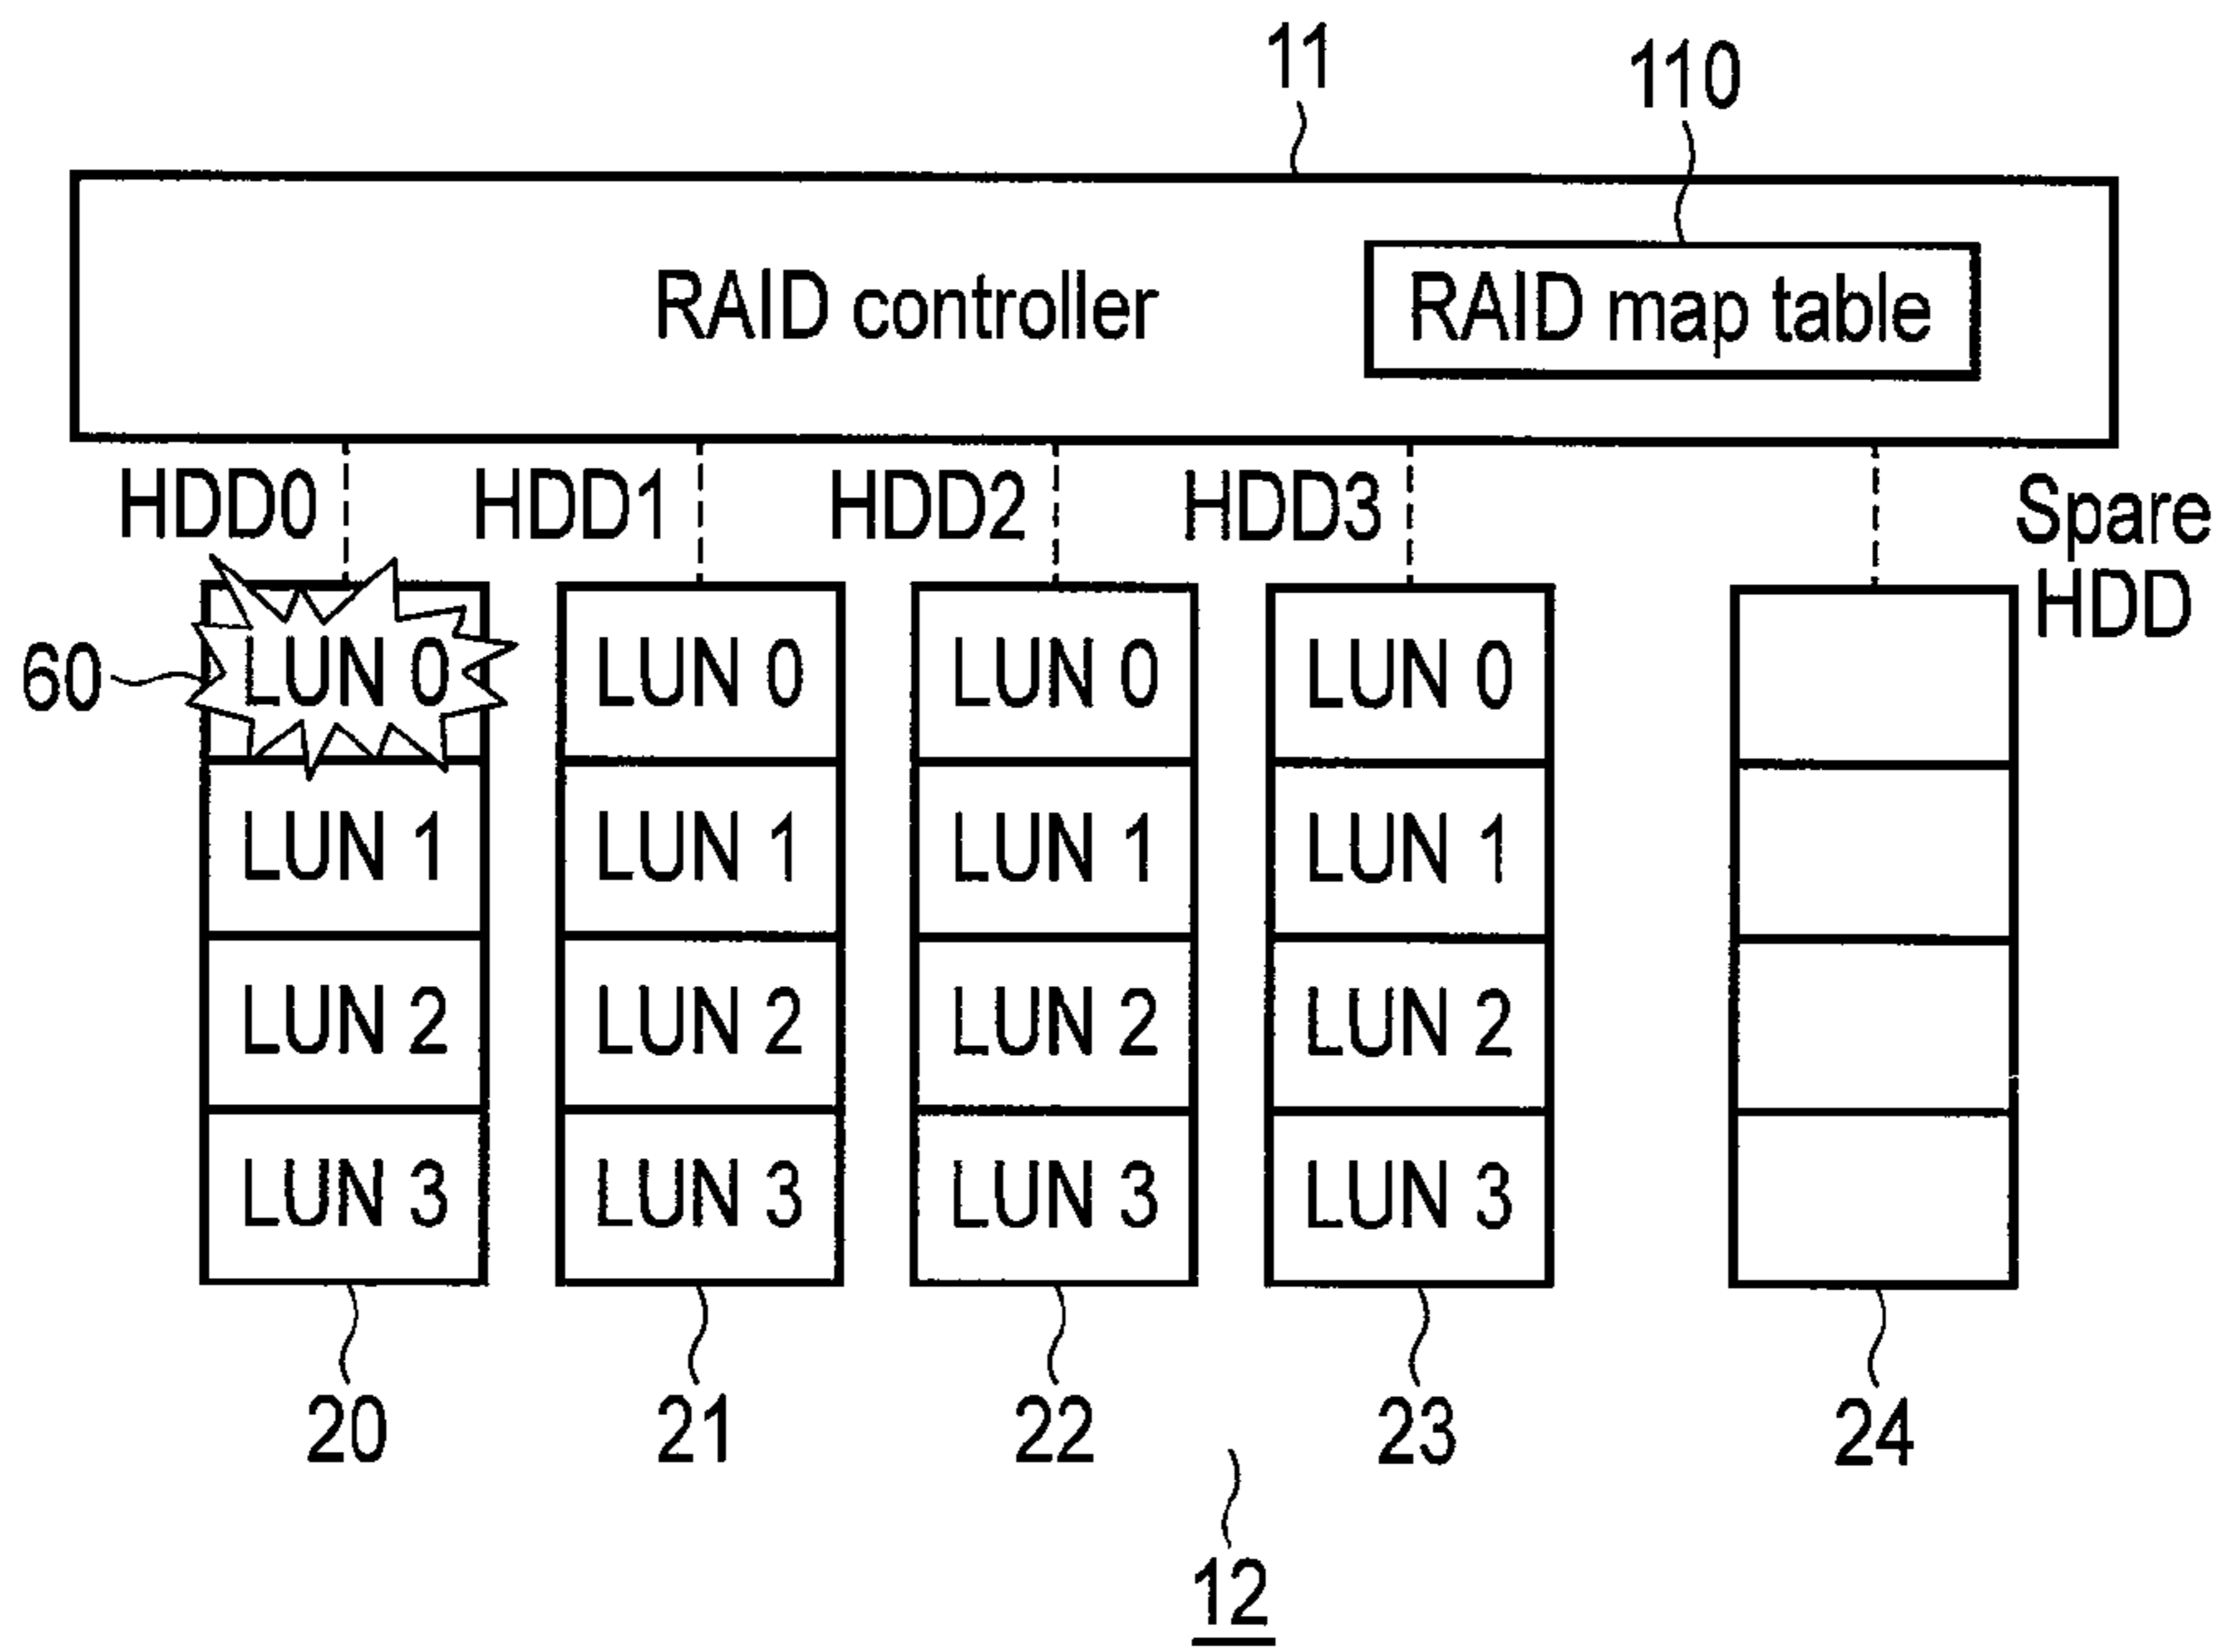 11
110
RAID controller
RAID map table
HDD0
HDD1
HDD2
HDD3
Spare
HDD
60
LUN 0
LUN 0
LUN 0
LUN 0
LUN 1
LUN 1
LUN 1
LUN 1
LUN 2
LUN 2
LUN 2
LUN 2
LUN 3
LUN 3
LUN 3
LUN 3
20
21
22
23
24
12